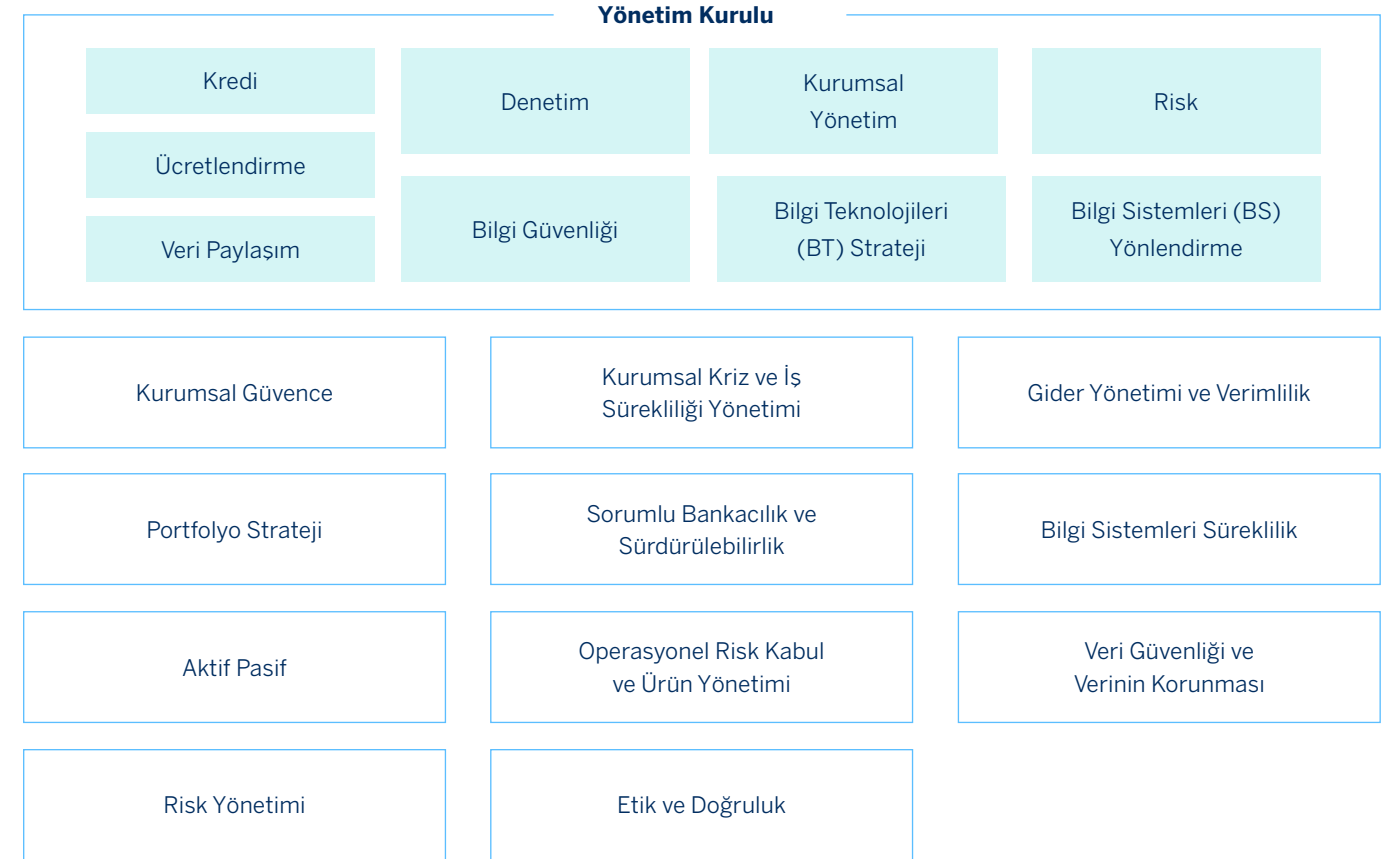 Yönetim Kurulu
Kredi
Ücretlendirme
Veri Paylaşım
Denetim
Kurumsal
Yönetim
Risk
Bilgi Güvenliği
Bilgi Teknolojileri
(BT) Strateji
Bilgi Sistemleri (BS)
Yönlendirme
Kurumsal Güvence
Kurumsal Kriz ve İş
Sürekliliği Yönetimi
Gider Yönetimi ve Verimlilik
Portfolyo Strateji
Sorumlu Bankacılık ve
Sürdürülebilirlik
Bilgi Sistemleri Süreklilik
Aktif Pasif
Operasyonel Risk Kabul
ve Ürün Yönetimi
Veri Güvenliği ve
Verinin Korunması
Risk Yönetimi
Etik ve Doğruluk